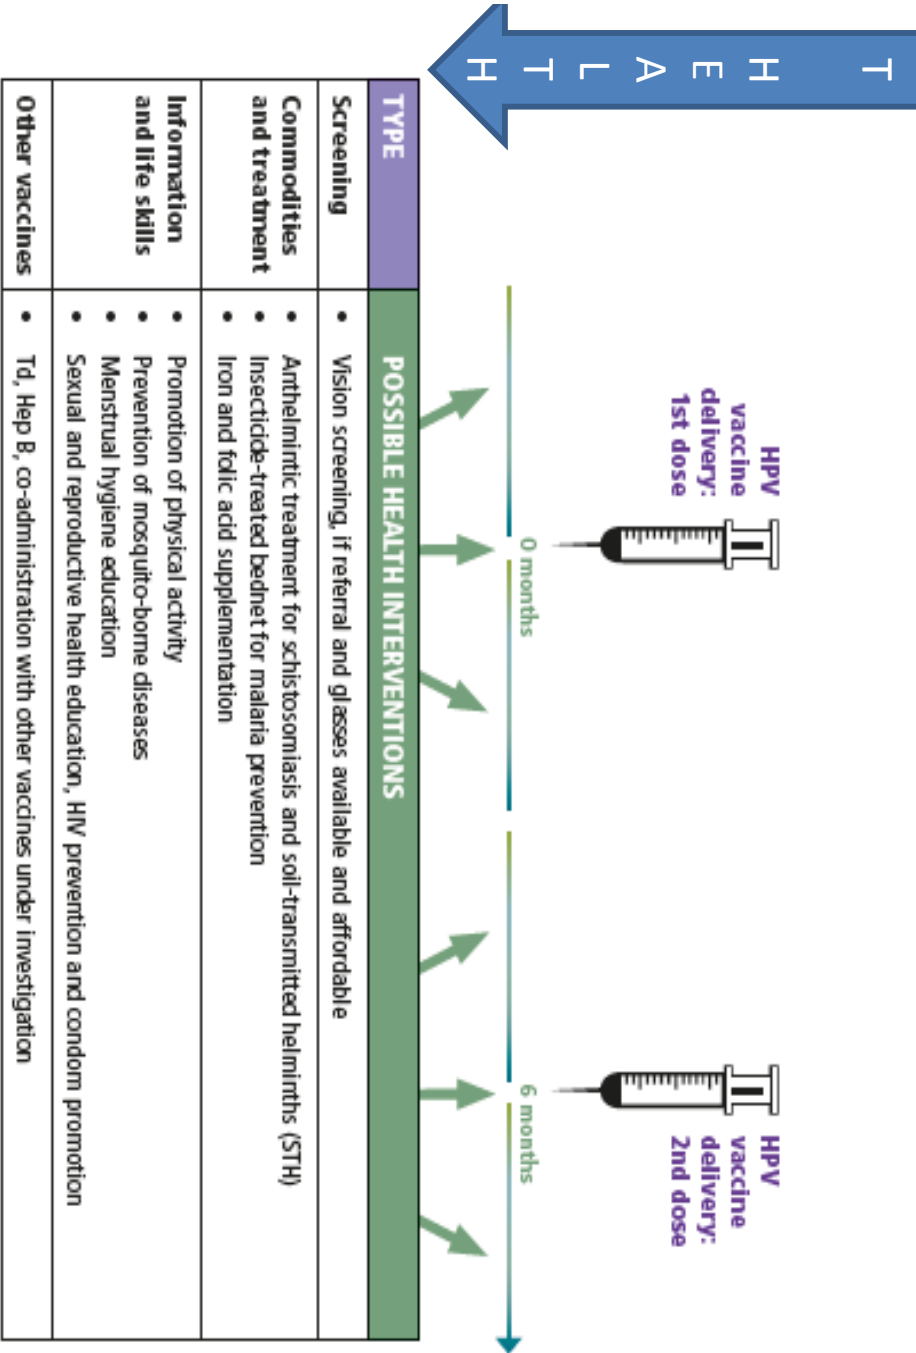 T HEALTH
HPV
vaccine
delivery:
1st dose
HPV
vaccine
delivery:
2nd dose
0 months
6 months
TYPE
POSSIBLE HEALTH INTERVENTIONS
Screening
• Vision screening, if referral and glasses available and affordable
Commodities
and treatment
• Anthelmintic treatment for schistosomiasis and soil-transmitted helminths (STH)
• Insecticide-treated bednet for malaria prevention
• Iron and folic acid supplementation
Information
and life skills
• Promotion of physical activity
• Prevention of mosquito-borne diseases
• Menstrual hygiene education
• Sexual and reproductive health education, HIV prevention and condom promotion
Other vaccines
• Td, Hep B, co-administration with other vaccines under investigation